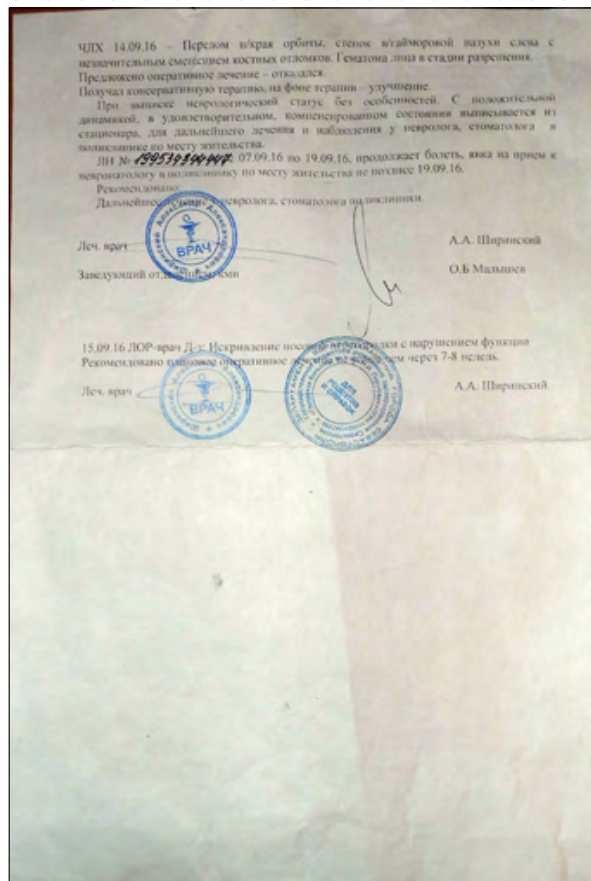 ЧЛХ 14.09.16 – Перелом н/края орбиты, стенок в/гайморовой пазухи слева с
незначительным смещением костных отломков. Гематома лица в стадии разрешения.
Предложено оперативное лечение – отказался.
Получал консервативную терапию, на фоне терапии – улучшение.
При выписке неврологический статус без особенностей. С положительной
динамикой, в удовлетворительном, компенсированном состоянии выписывается из
стационара, для дальнейшего лечения и наблюдения у невролога, стоматолога в
поликлинике по месту жительства.
ЛН № 07.09.16 по 19.09.16, продолжает болеть, явка на прием к
невропатологу в поликлинику по месту жительства не позднее 19.09.16.
Рекомендовано:
Дальнейшее невролога, стоматолога поликлиники.
ВРАЧ
Леч. врач А.А. Ширинский
Заведующий О.Б Малышев
15.09.16 ЛОР-врач Д-з: Искривление носовой перегородки с нарушением функции
Рекомендовано плановое оперативное лечение через 7-8 недель.
Леч. врач А.А. Ширинский
ВРАЧ
ДЛЯ
РЕЦЕПТОВ
И СПРАВОК